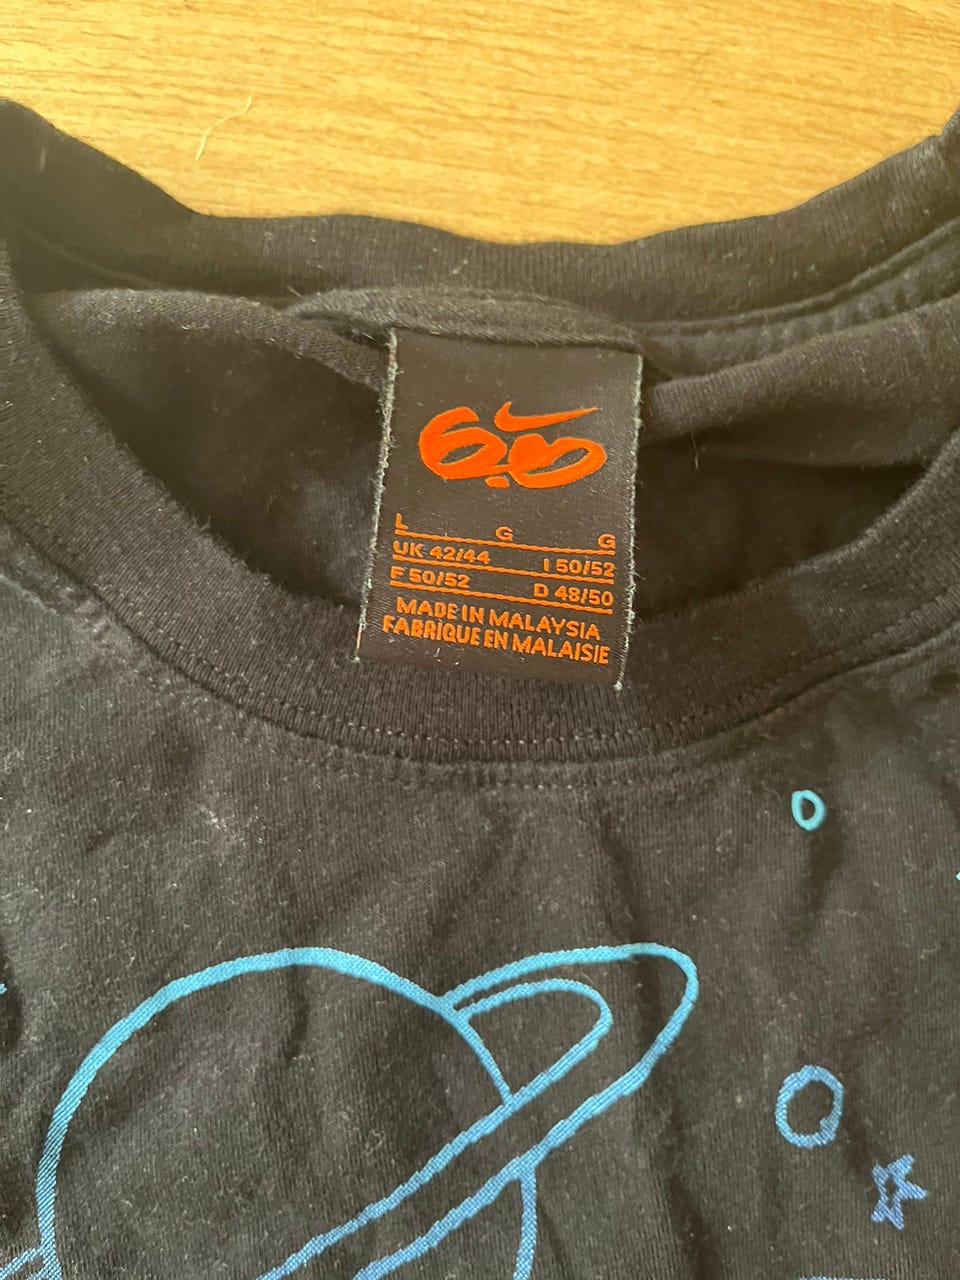 6.0
L G G
UK 42/44 I 50/52
F 50/52 D 48/50
MADE IN MALAYSIA
FABRIQUE EN MALAISIE